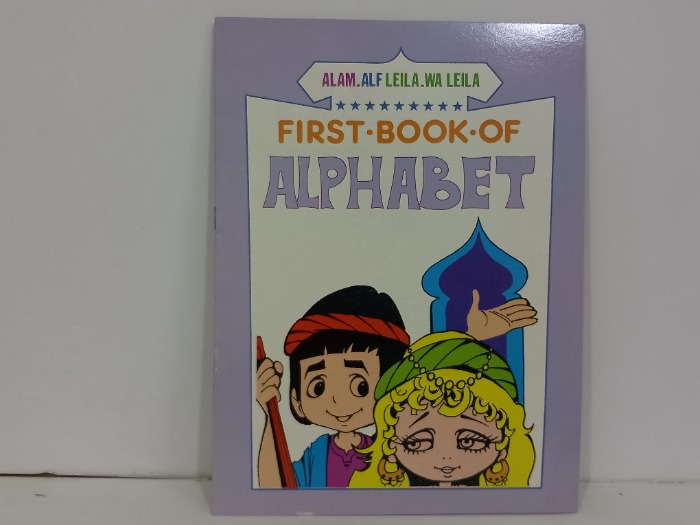 ALAM.ALF LEILA.WA LEILA
FIRST·BOOK·OF
ALPHABET